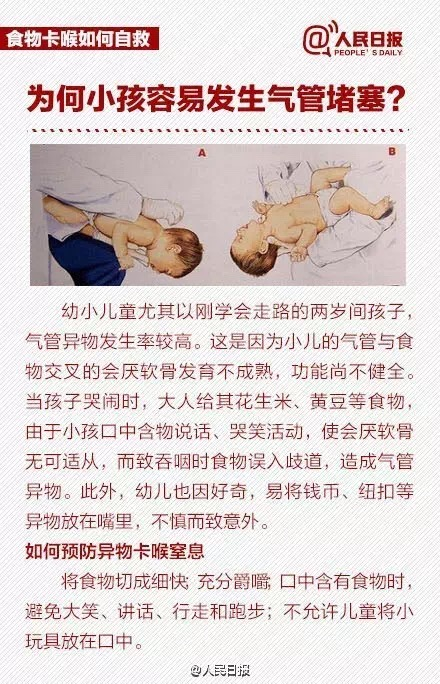 食物卡喉如何自救
@人民日报
PEOPLE'S DAILY
为何小孩容易发生气管堵塞?
A
B
幼小儿童尤其以刚学会走路的两岁间孩子，
气管异物发生率较高。这是因为小儿的气管与食
物交叉的会厌软骨发育不成熟，功能尚不健全。
当孩子哭闹时，大人给其花生米、黄豆等食物，
由于小孩口中含物说话、哭笑活动，使会厌软骨
无可适从，而致吞咽时食物误入歧道，造成气管
异物。此外，幼儿也因好奇，易将钱币、纽扣等
异物放在嘴里，不慎而致意外。
如何预防异物卡喉窒息
将食物切成细快；充分爵嚼；口中含有食物时，
避免大笑、讲话、行走和跑步；不允许儿童将小
玩具放在口中。
@人民日报